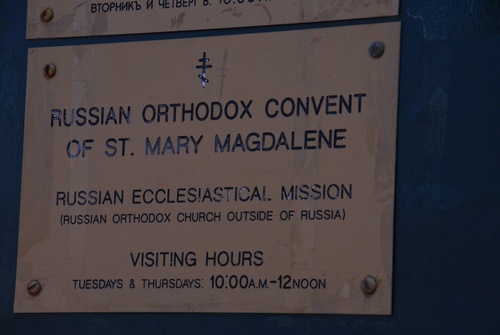 ВТОРНИКЪ И ЧЕТВЕРГ В.
RUSSIAN ORTHODOX CONVENT
OF ST. MARY MAGDALENE
RUSSIAN ECCLESIASTICAL MISSION
(RUSSIAN ORTHODOX CHURCH OUTSIDE OF RUSSIA)
VISITING HOURS
TUESDAYS & THURSDAYS: 10:00A.M.-12NOON